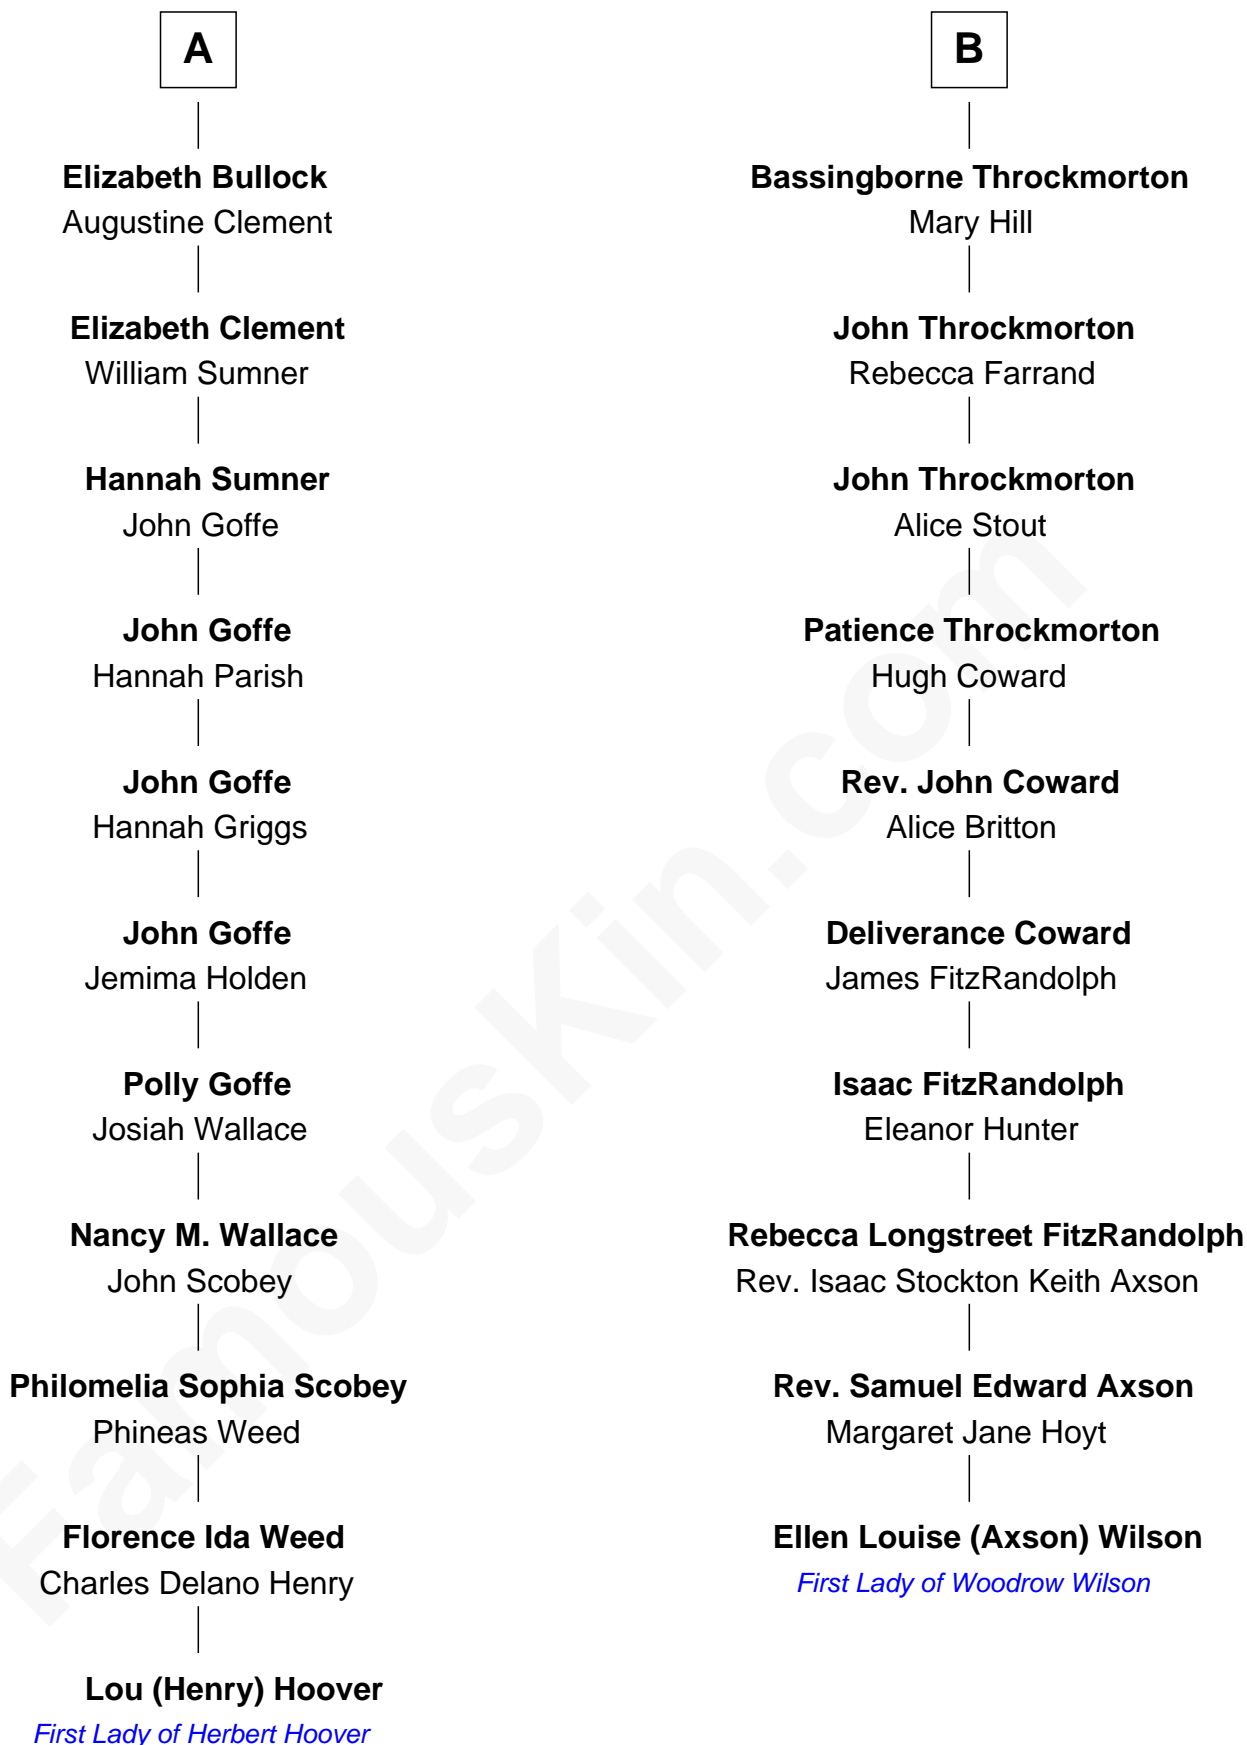 A
Elizabeth Bullock
Augustine Clement
Elizabeth Clement
William Sumner
Hannah Sumner
John Goffe
John Goffe
Hannah Parish
John Goffe
Hannah Griggs
John Goffe
Jemima Holden
Polly Goffe
Josiah Wallace
Nancy M. Wallace
John Scobey
Philomelia Sophia Scobey
Phineas Weed
Florence Ida Weed
Charles Delano Henry
Lou (Henry) Hoover
First Lady of Herbert Hoover
B
Bassingborne Throckmorton
Mary Hill
John Throckmorton
Rebecca Farrand
John Throckmorton
Alice Stout
Patience Throckmorton
Hugh Coward
Rev. John Coward
Alice Britton
Deliverance Coward
James FitzRandolph
Isaac FitzRandolph
Eleanor Hunter
Rebecca Longstreet FitzRandolph
Rev. Isaac Stockton Keith Axson
Rev. Samuel Edward Axson
Margaret Jane Hoyt
Ellen Louise (Axson) Wilson
First Lady of Woodrow Wilson
FamousKin.com